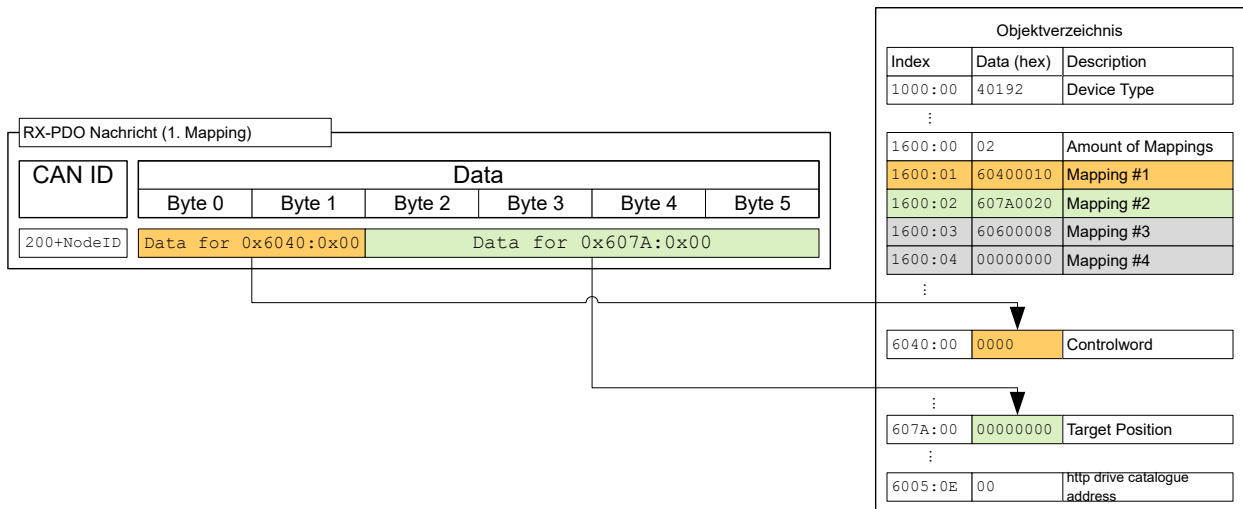 Objektverzeichnis
Index Data (hex) Description
1000:00 40192 Device Type
⋮
1600:00 02 Amount of Mappings
1600:01 60400010 Mapping #1
1600:02 607A0020 Mapping #2
1600:03 60600008 Mapping #3
1600:04 00000000 Mapping #4
⋮
6040:00 0000 Controlword
⋮
607A:00 00000000 Target Position
⋮
6005:0E 00 http drive catalogue
address
RX-PDO Nachricht (1. Mapping)
CAN ID Data
Byte 0 Byte 1 Byte 2 Byte 3 Byte 4 Byte 5
200+NodeID Data for 0x6040:0x00 Data for 0x607A:0x00